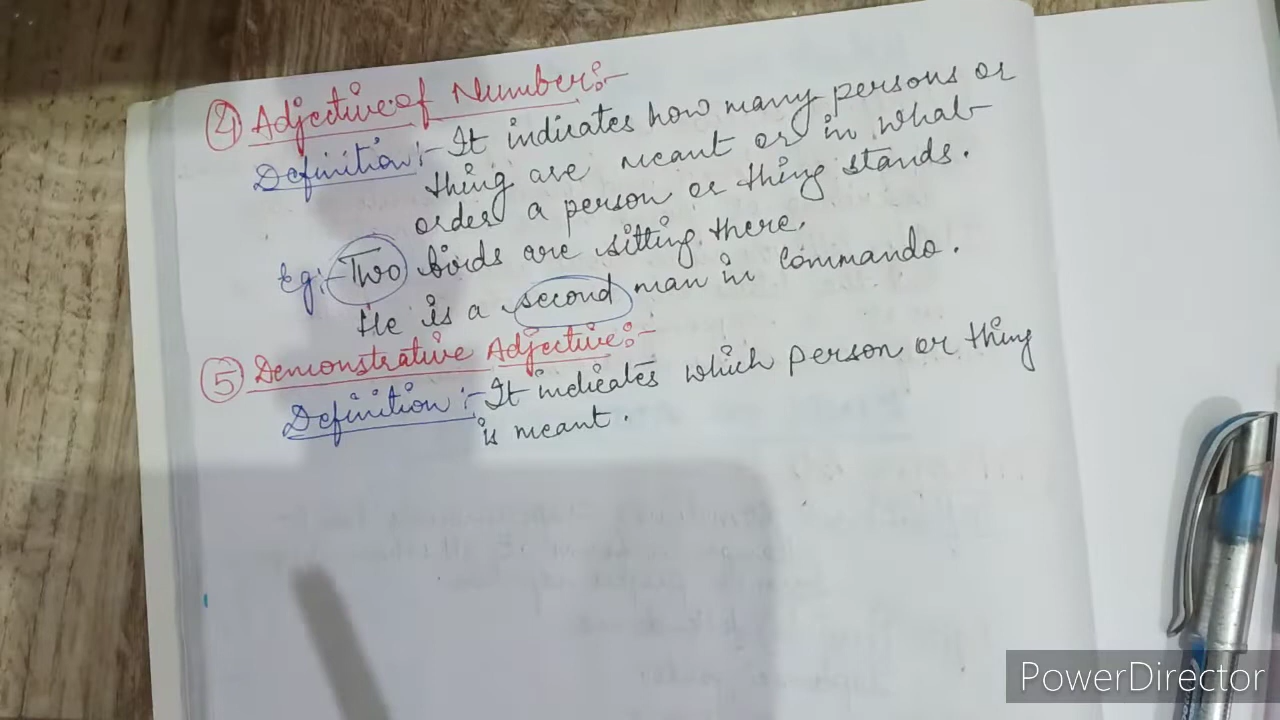 ④ Adjective of Number:-
Definition:- It indicates how many persons or
thing are meant or in what
order a person or thing stands.
Eg:- Two birds are sitting there.
He is a second man in commando.
⑤ Demonstrative Adjective:-
Definition:- It indicates which person or thing
is meant.
PowerDirector